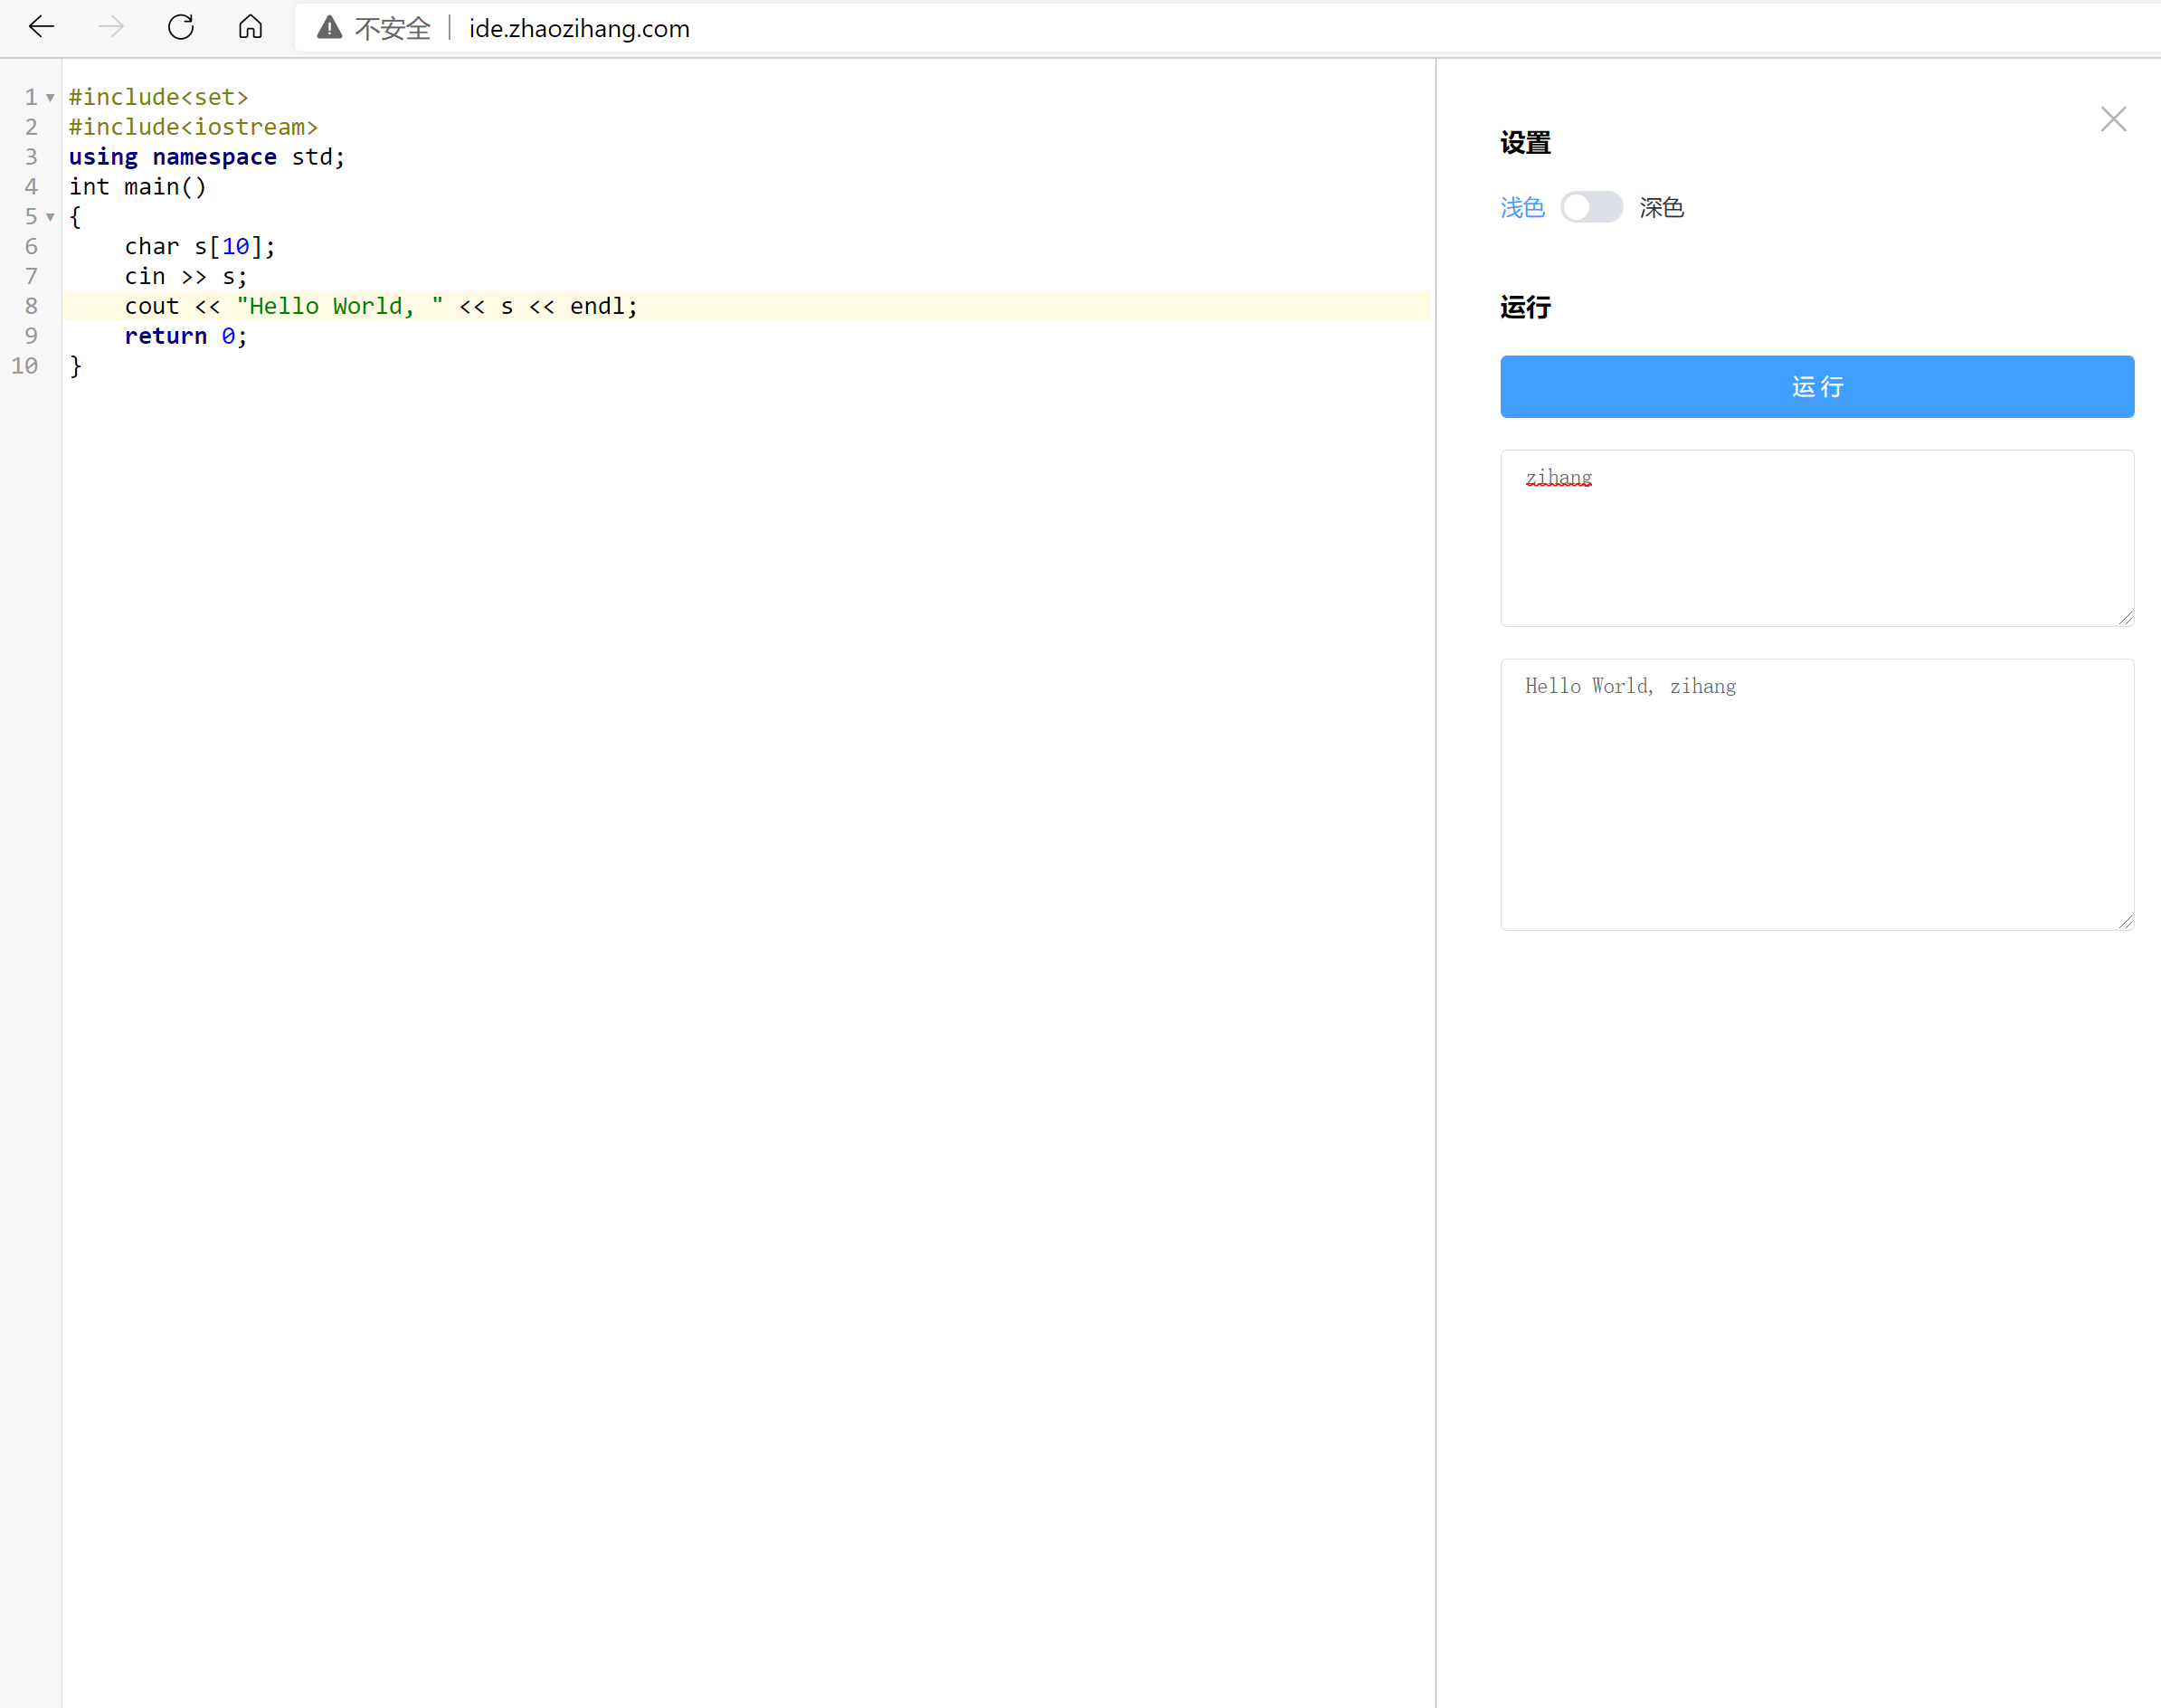 不安全 ide.zhaozihang.com
1 #include<set>
2 #include<iostream>
3 using namespace std;
4 int main()
5 {
6     char s[10];
7     cin >> s;
8     cout << "Hello World, " << s << endl;
9     return 0;
10 }
设置
浅色 深色
运行
运 行
zihang
Hello World, zihang